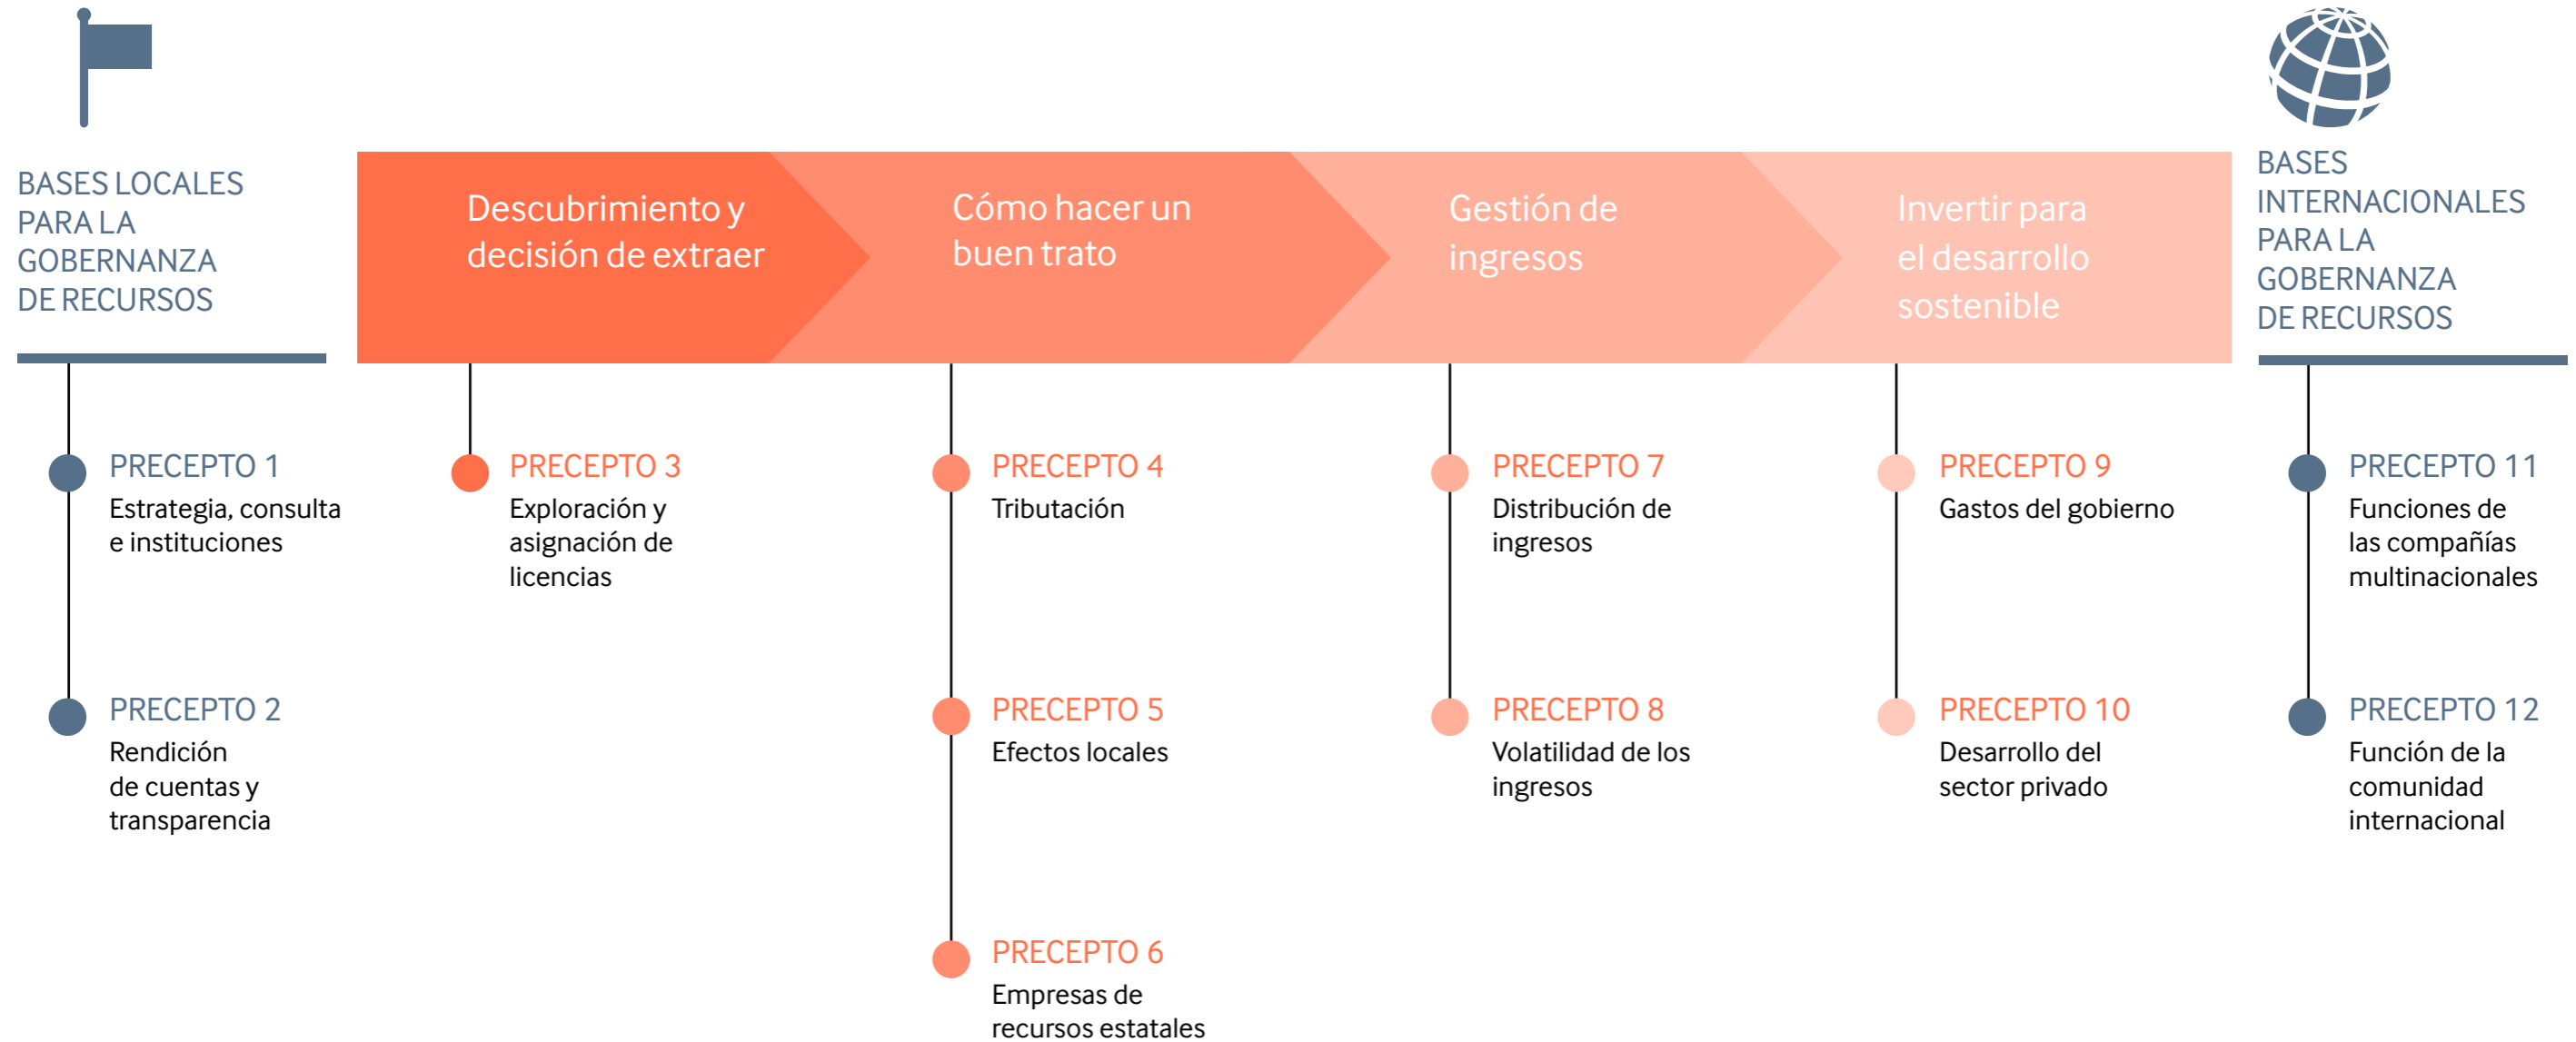 BASES LOCALES
PARA LA
GOBERNANZA
DE RECURSOS
PRECEPTO 1
Estrategia, consulta
e instituciones
PRECEPTO 2
Rendición
de cuentas y
transparencia
Descubrimiento y
decisión de extraer
PRECEPTO 3
Exploración y
asignación de
licencias
Cómo hacer un
buen trato
PRECEPTO 4
Tributación
PRECEPTO 5
Efectos locales
PRECEPTO 6
Empresas de
recursos estatales
Gestión de
ingresos
PRECEPTO 7
Distribución de
ingresos
PRECEPTO 8
Volatilidad de los
ingresos
Invertir para
el desarrollo
sostenible
PRECEPTO 9
Gastos del gobierno
PRECEPTO 10
Desarrollo del
sector privado
BASES
INTERNACIONALES
PARA LA
GOBERNANZA
DE RECURSOS
PRECEPTO 11
Funciones de
las compañías
multinacionales
PRECEPTO 12
Función de la
comunidad
internacional